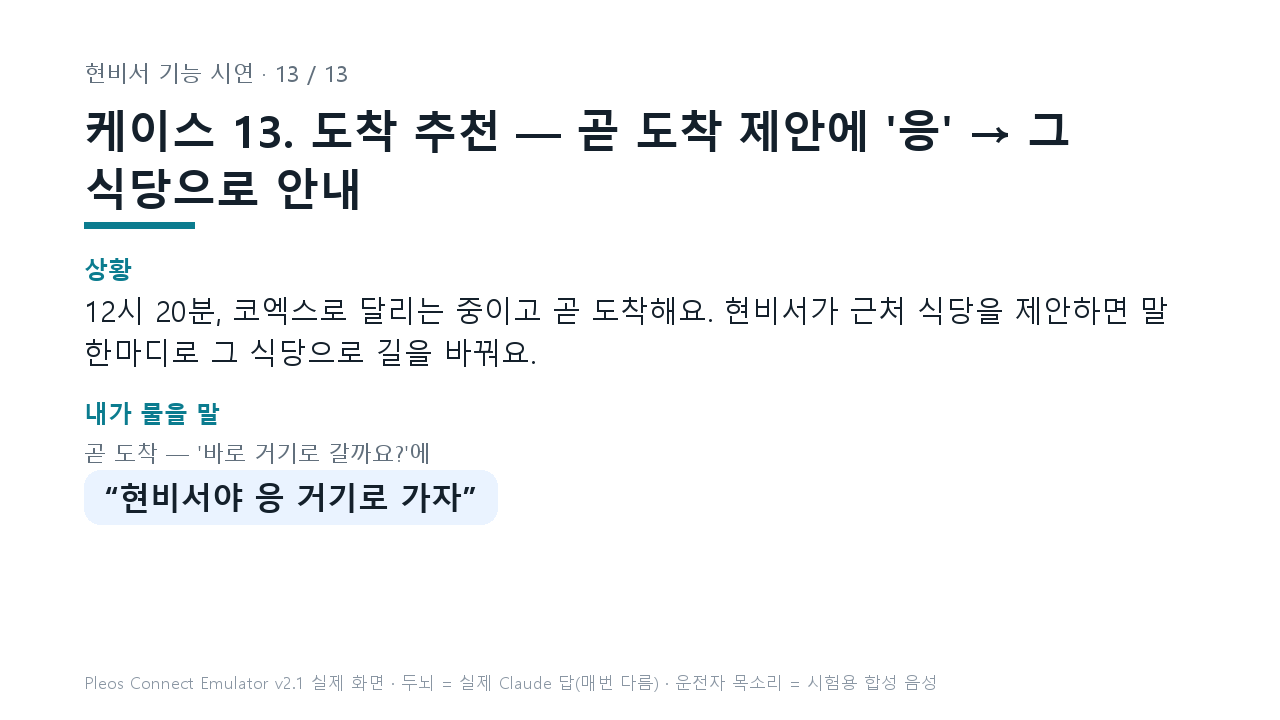 현비서 기능 시연 · 13 / 13
케이스 13. 도착 추천 — 곧 도착 제안에 '응' → 그
식당으로 안내
상황
12시 20분, 코엑스로 달리는 중이고 곧 도착해요. 현비서가 근처 식당을 제안하면 말
한마디로 그 식당으로 길을 바꿔요.
내가 물을 말
곧 도착 — '바로 거기로 갈까요?'에
“현비서야 응 거기로 가자”
Pleos Connect Emulator v2.1 실제 화면 · 두뇌 = 실제 Claude 답(매번 다름) · 운전자 목소리 = 시험용 합성 음성